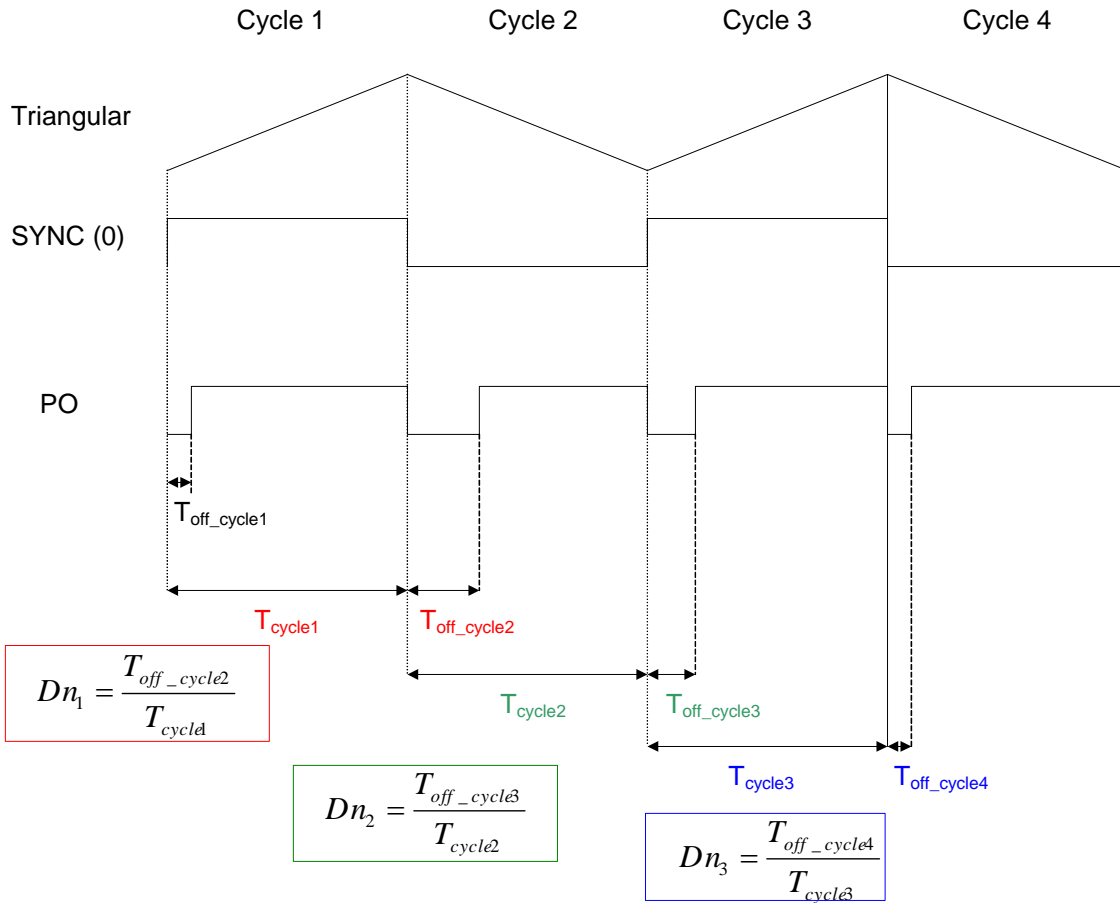 Cycle 1 Cycle 2 Cycle 3 Cycle 4
Triangular
SYNC (0)
PO
T_off_cycle1
T_cycle1 T_off_cycle2
T_cycle2 T_off_cycle3
T_cycle3 T_off_cycle4
Dn_1 = T_off_cycle2 / T_cycle1
Dn_2 = T_off_cycle3 / T_cycle2
Dn_3 = T_off_cycle4 / T_cycle3